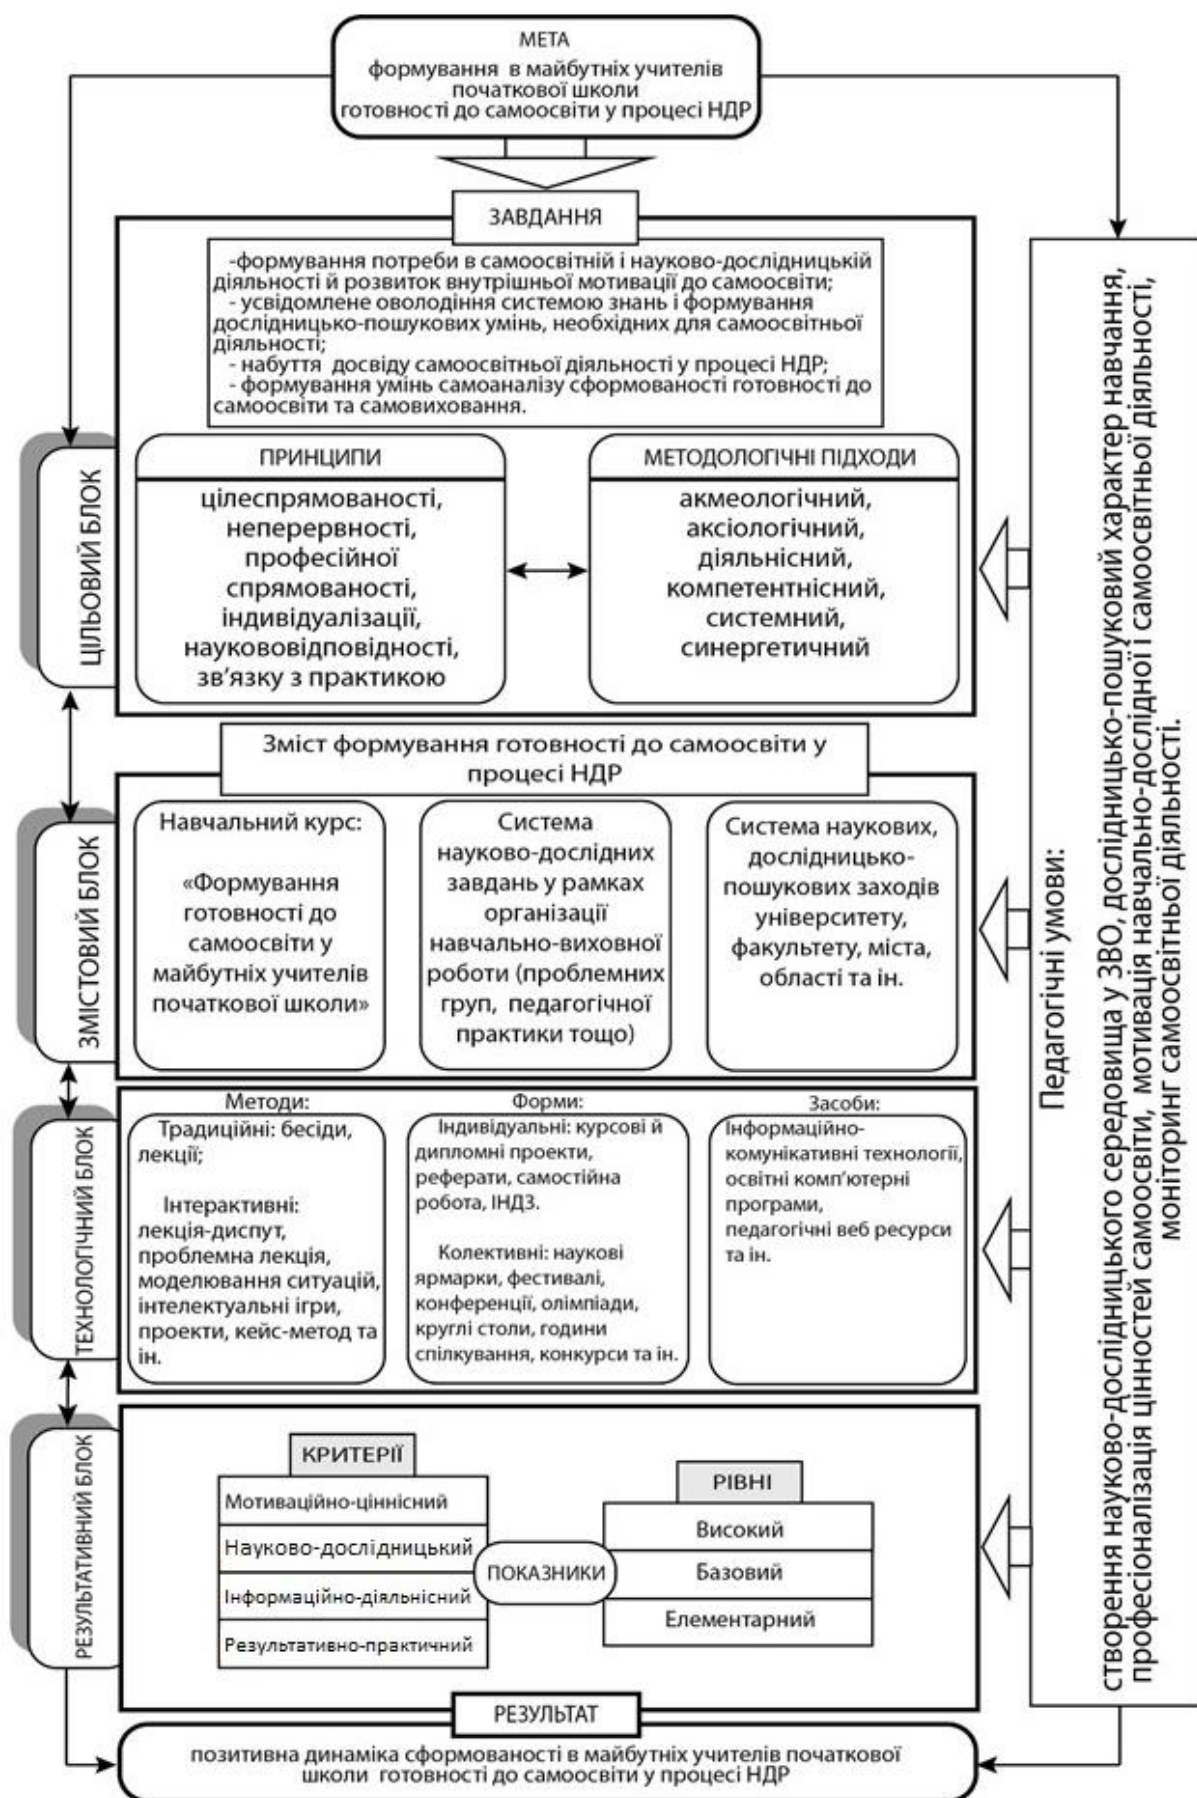 МЕТА
формування в майбутніх учителів
початкової школи
готовності до самоосвіти у процесі НДР
ЗАВДАННЯ
-формування потреби в самоосвітній і науково-дослідницькій
діяльності й розвиток внутрішньої мотивації до самоосвіти;
- усвідомлене оволодіння системою знань і формування
дослідницько-пошукових умінь, необхідних для самоосвітньої
діяльності;
- набуття досвіду самоосвітньої діяльності у процесі НДР;
- формування умінь самоаналізу сформованості готовності до
самоосвіти та самовиховання.
ЦІЛЬОВИЙ БЛОК
ПРИНЦИПИ
цілеспрямованості,
неперервності,
професійної
спрямованості,
індивідуалізації,
наукововідповідності,
зв’язку з практикою
МЕТОДОЛОГІЧНІ ПІДХОДИ
акмеологічний,
аксіологічний,
діяльнісний,
компетентнісний,
системний,
синергетичний
Зміст формування готовності до самоосвіти у
процесі НДР
ЗМІСТОВИЙ БЛОК
Навчальний курс:
«Формування
готовності до
самоосвіти у
майбутніх учителів
початкової школи»
Система
науково-дослідних
завдань у рамках
організації
навчально-виховної
роботи (проблемних
груп, педагогічної
практики тощо)
Система наукових,
дослідницько-
пошукових заходів
університету,
факультету, міста,
області та ін.
ТЕХНОЛОГІЧНИЙ БЛОК
Методи:
Традиційні: бесіди,
лекції;
Інтерактивні:
лекція-диспут,
проблемна лекція,
моделювання ситуацій,
інтелектуальні ігри,
проекти, кейс-метод та
ін.
Форми:
Індивідуальні: курсові й
дипломні проекти,
реферати, самостійна
робота, ІНДЗ.
Колективні: наукові
ярмарки, фестивалі,
конференції, олімпіади,
круглі столи, години
спілкування, конкурси та ін.
Засоби:
Інформаційно-
комунікативні технології,
освітні комп’ютерні
програми,
педагогічні веб ресурси
та ін.
РЕЗУЛЬТАТИВНИЙ БЛОК
КРИТЕРІЇ
Мотиваційно-ціннісний
Науково-дослідницький
Інформаційно-діяльнісний
Результативно-практичний
ПОКАЗНИКИ
РІВНІ
Високий
Базовий
Елементарний
РЕЗУЛЬТАТ
позитивна динаміка сформованості в майбутніх учителів початкової
школи готовності до самоосвіти у процесі НДР
Педагогічні умови:
створення науково-дослідницького середовища у ЗВО, дослідницько-пошуковий характер навчання,
професіоналізація цінностей самоосвіти, мотивація навчально-дослідної і самоосвітньої діяльності,
моніторинг самоосвітньої діяльності.